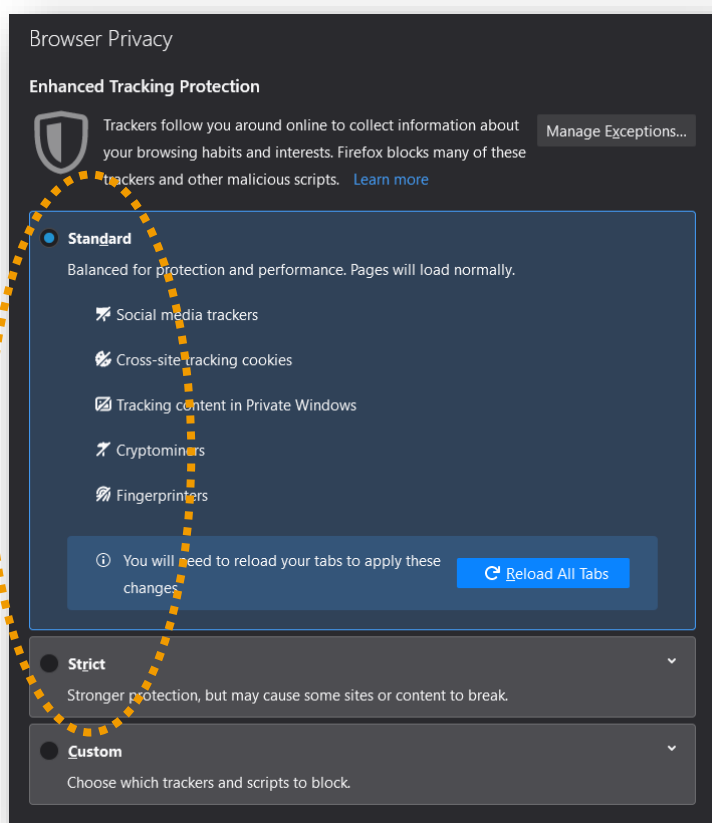 Browser Privacy
Enhanced Tracking Protection
Trackers follow you around online to collect information about
your browsing habits and interests. Firefox blocks many of these
trackers and other malicious scripts. Learn more
Manage Exceptions...
Standard
Balanced for protection and performance. Pages will load normally.
Social media trackers
Cross-site tracking cookies
Tracking content in Private Windows
Cryptominers
Fingerprinters
You will need to reload your tabs to apply these
changes.
Reload All Tabs
Strict
Stronger protection, but may cause some sites or content to break.
Custom
Choose which trackers and scripts to block.